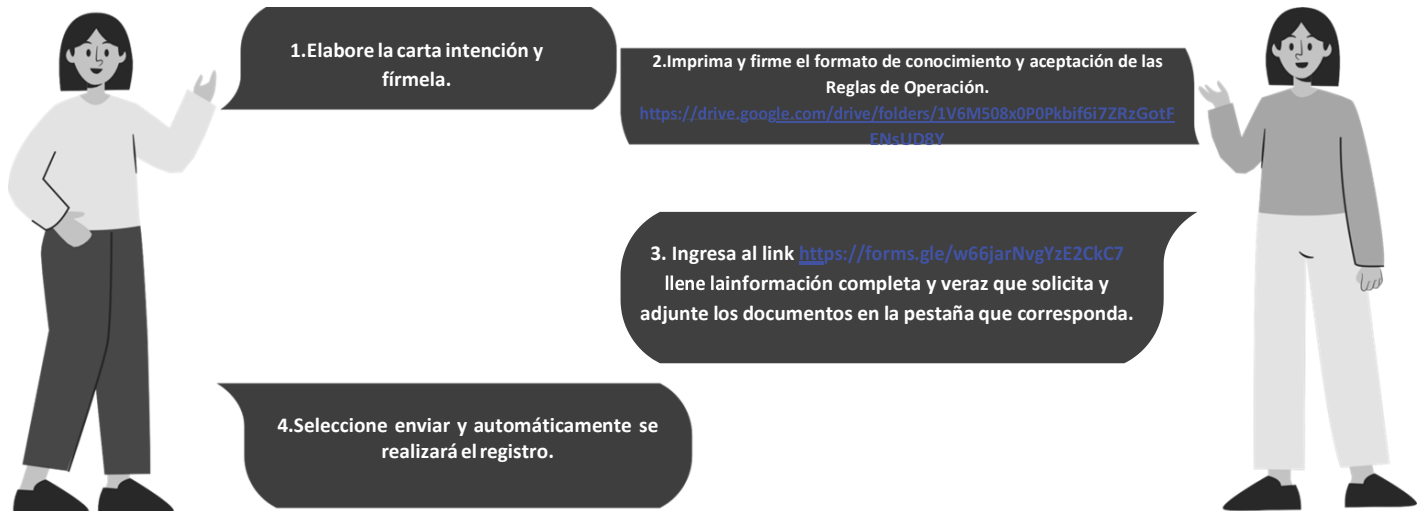 1.Elabore la carta intención y
fírmela.
2.Imprima y firme el formato de conocimiento y aceptación de las
Reglas de Operación.
https://drive.google.com/drive/folders/1V6M508x0P0Pkbif6i7ZRzGotF
ENsUD8Y
3. Ingresa al link https://forms.gle/w66jarNvgYzE2CkC7
llene lainformación completa y veraz que solicita y
adjunte los documentos en la pestaña que corresponda.
4.Seleccione enviar y automáticamente se
realizará el registro.